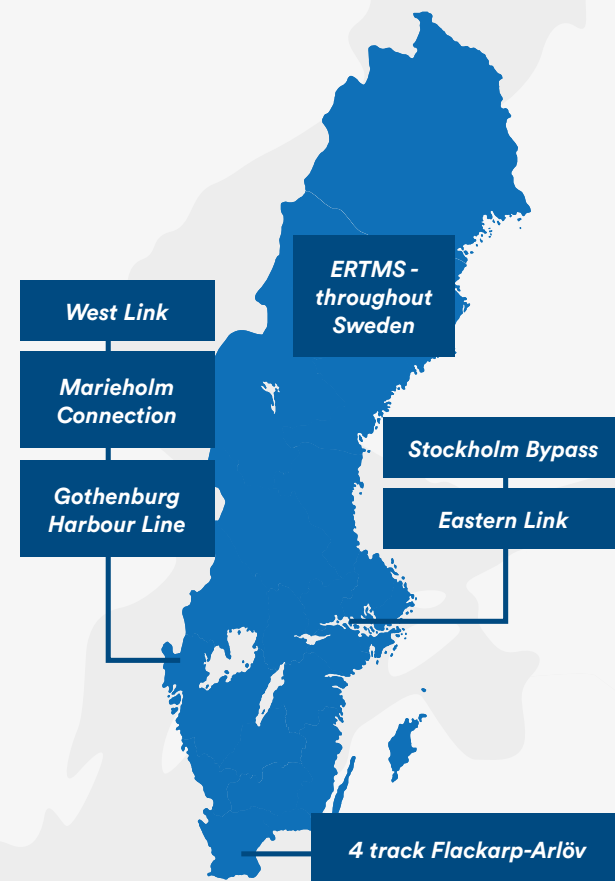 ERTMS -
throughout
Sweden
West Link
Marieholm
Connection
Gothenburg
Harbour Line
Stockholm Bypass
Eastern Link
4 track Flackarp-Arlöv